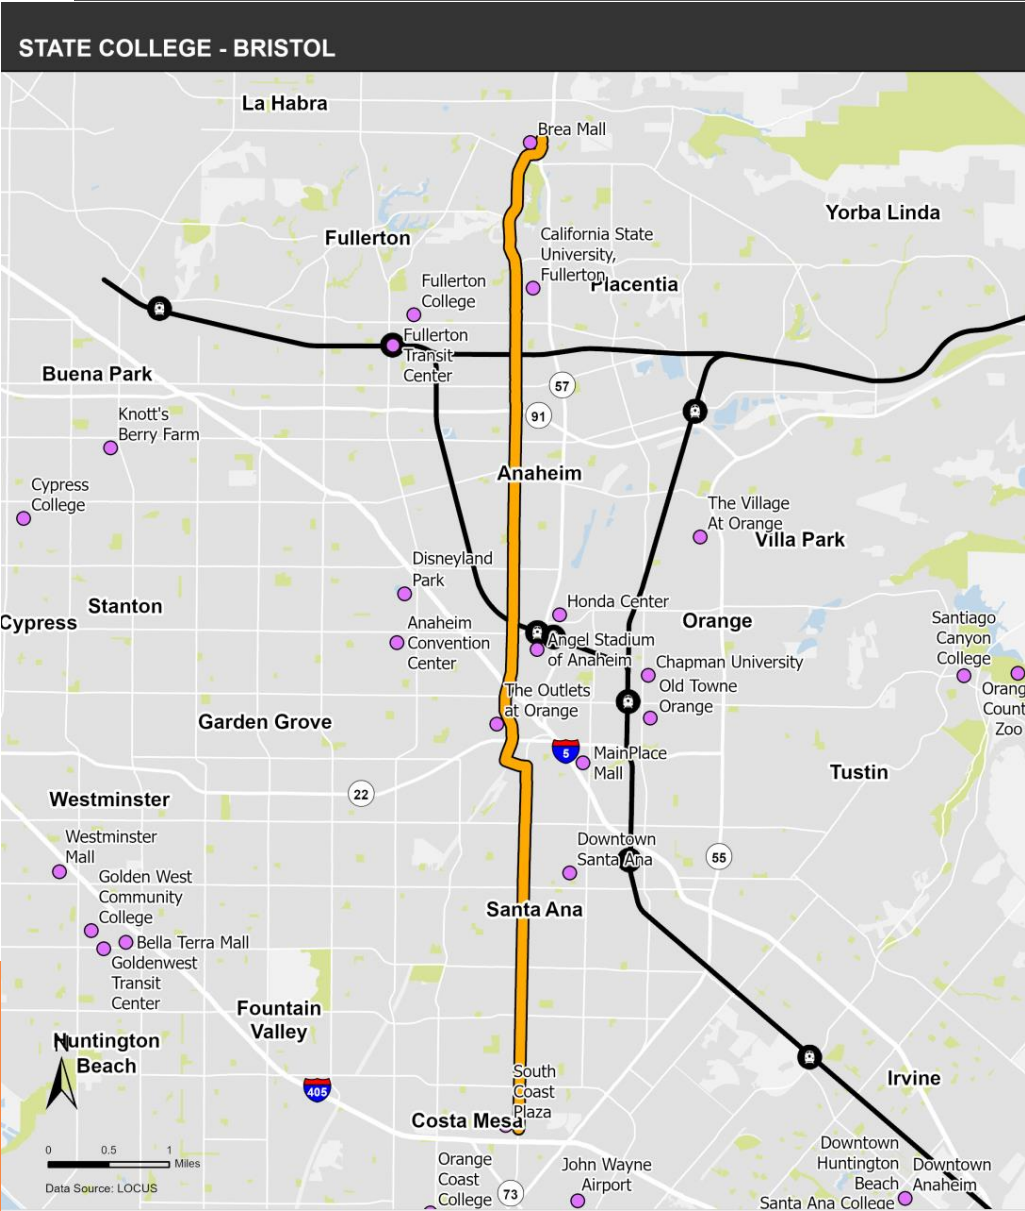 STATE COLLEGE - BRISTOL
La Habra
Brea Mall
Yorba Linda
Fullerton
California State
University,
Fullerton
Placentia
Fullerton
College
Fullerton
Transit
Center
Buena Park
57
91
Knott's
Berry Farm
Anaheim
Cypress
College
The Village
At Orange
Villa Park
Disneyland
Park
Stanton
Honda Center
Cypress
Orange
Santiago
Canyon
College
Anaheim
Convention
Center
Angel Stadium
of Anaheim
Chapman University
Old Towne
Orange
Orang
Count
Zoo
The Outlets
at Orange
Garden Grove
5
MainPlace
Mall
Tustin
22
Westminster
Westminster
Mall
Downtown
Santa Ana
55
Golden West
Community
College
Santa Ana
Bella Terra Mall
Goldenwest
Transit
Center
Fountain
Valley
N
Huntington
Beach
405
South
Coast
Plaza
Irvine
Costa Mesa
0 0.5 1
Miles
Data Source: LOCUS
Orange
Coast
College
73
John Wayne
Airport
Downtown
Huntington
Beach
Santa Ana College
Downtown
Anaheim